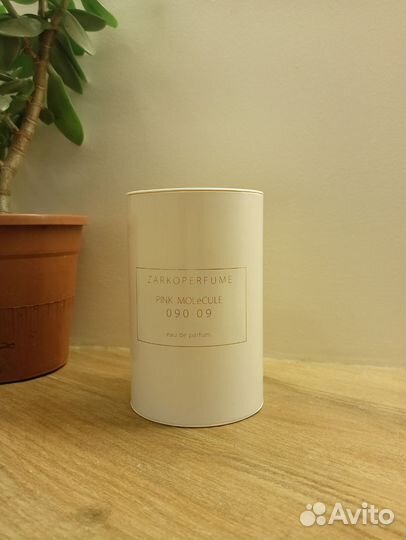 ZARKOPERFUME
PINK MOLéCULE
090 09
eau de parfum
Avito